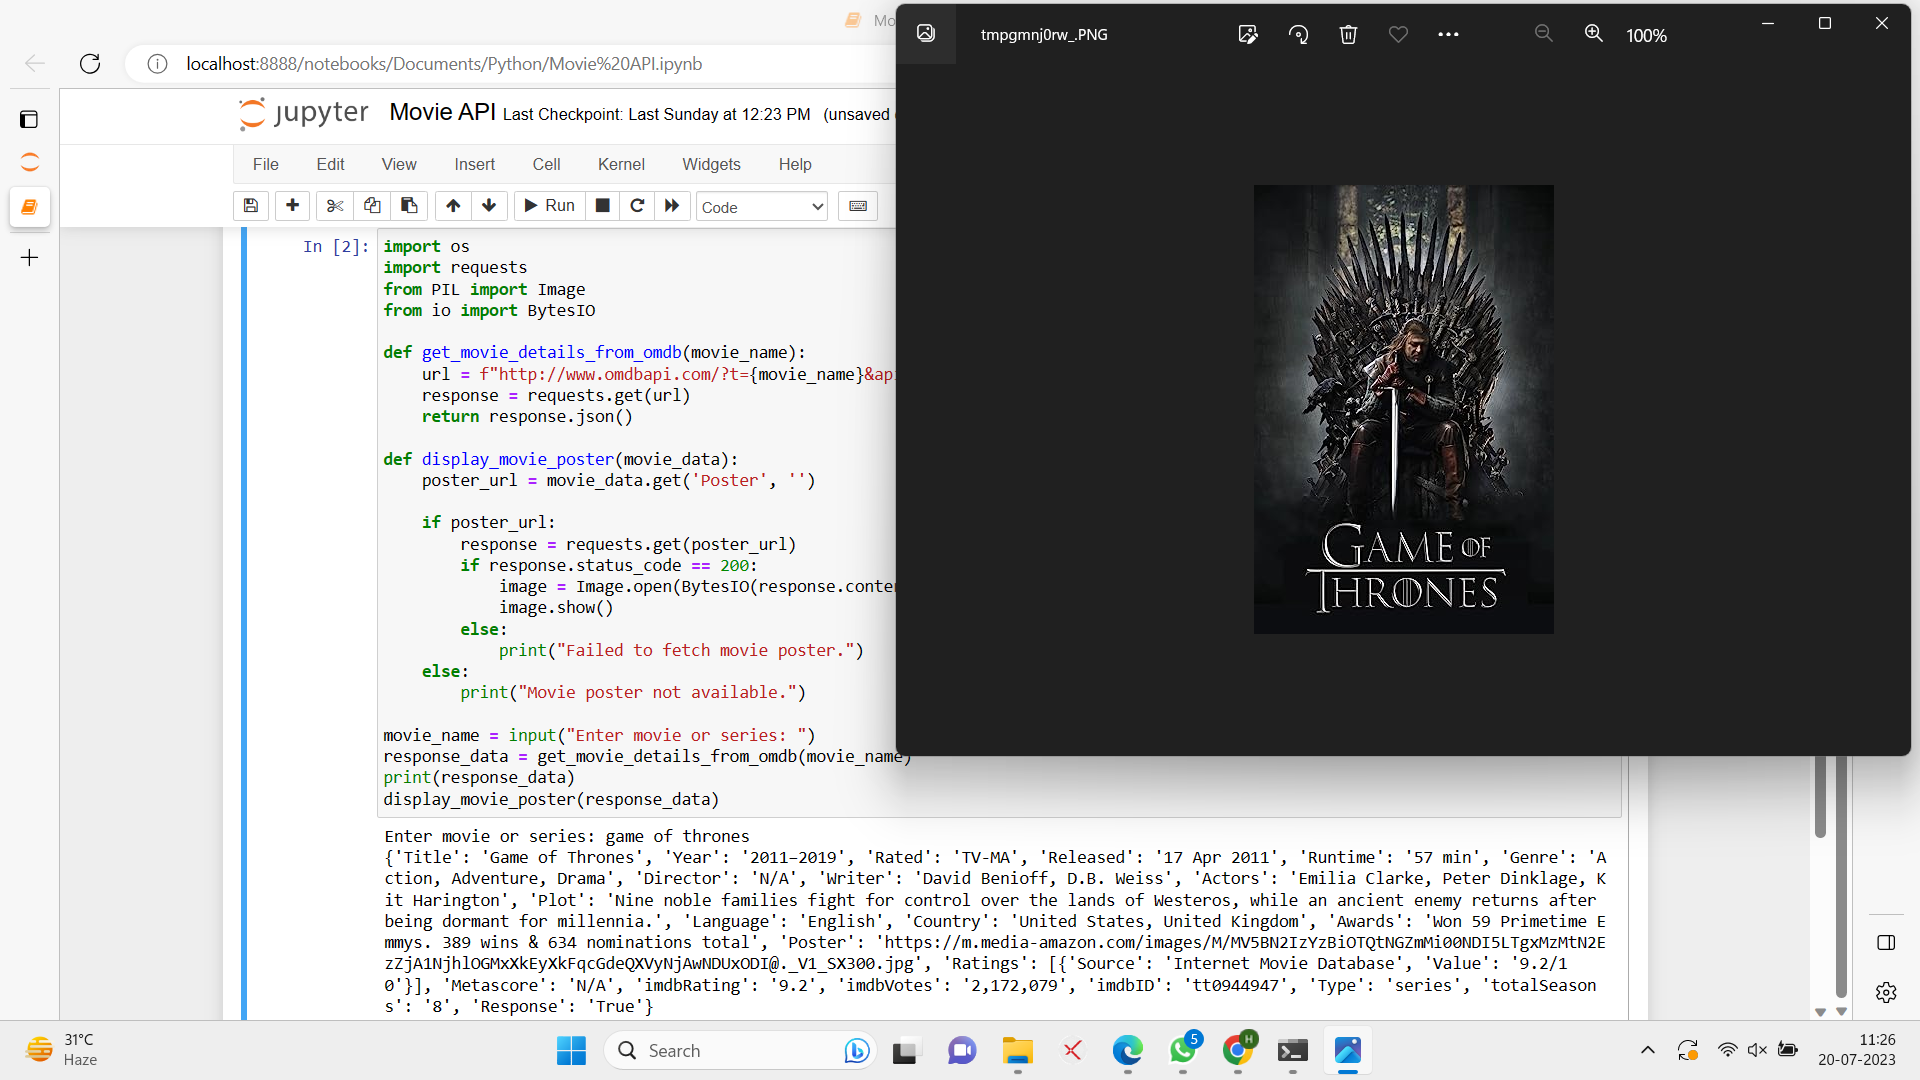 Mo
localhost:8888/notebooks/Documents/Python/Movie%20API.ipynb
jupyter Movie API Last Checkpoint: Last Sunday at 12:23 PM (unsaved
File Edit View Insert Cell Kernel Widgets Help
Run Code
In [2]: import os
import requests
from PIL import Image
from io import BytesIO
def get_movie_details_from_omdb(movie_name):
url = f"http://www.omdbapi.com/?t={movie_name}&ap
response = requests.get(url)
return response.json()
def display_movie_poster(movie_data):
poster_url = movie_data.get('Poster', '')
if poster_url:
response = requests.get(poster_url)
if response.status_code == 200:
image = Image.open(BytesIO(response.conte
image.show()
else:
print("Failed to fetch movie poster.")
else:
print("Movie poster not available.")
movie_name = input("Enter movie or series: ")
response_data = get_movie_details_from_omdb(movie_name)
print(response_data)
display_movie_poster(response_data)
Enter movie or series: game of thrones
{'Title': 'Game of Thrones', 'Year': '2011–2019', 'Rated': 'TV-MA', 'Released': '17 Apr 2011', 'Runtime': '57 min', 'Genre': 'A
ction, Adventure, Drama', 'Director': 'N/A', 'Writer': 'David Benioff, D.B. Weiss', 'Actors': 'Emilia Clarke, Peter Dinklage, K
it Harington', 'Plot': 'Nine noble families fight for control over the lands of Westeros, while an ancient enemy returns after
being dormant for millennia.', 'Language': 'English', 'Country': 'United States, United Kingdom', 'Awards': 'Won 59 Primetime E
mmys. 389 wins & 634 nominations total', 'Poster': 'https://m.media-amazon.com/images/M/MV5BN2IzYzBiOTQtNGZmMi00NDI5LTgxMzMtN2E
zZjA1NjhlOGMxXkEyXkFqcGdeQXVyNjAwNDUxODI@._V1_SX300.jpg', 'Ratings': [{'Source': 'Internet Movie Database', 'Value': '9.2/1
0'}], 'Metascore': 'N/A', 'imdbRating': '9.2', 'imdbVotes': '2,172,079', 'imdbID': 'tt0944947', 'Type': 'series', 'totalSeason
s': '8', 'Response': 'True'}
tmpgmnj0rw_.PNG
100%
GAME OF
THRONES
31°C
Haze
Search
5
H
11:26
20-07-2023